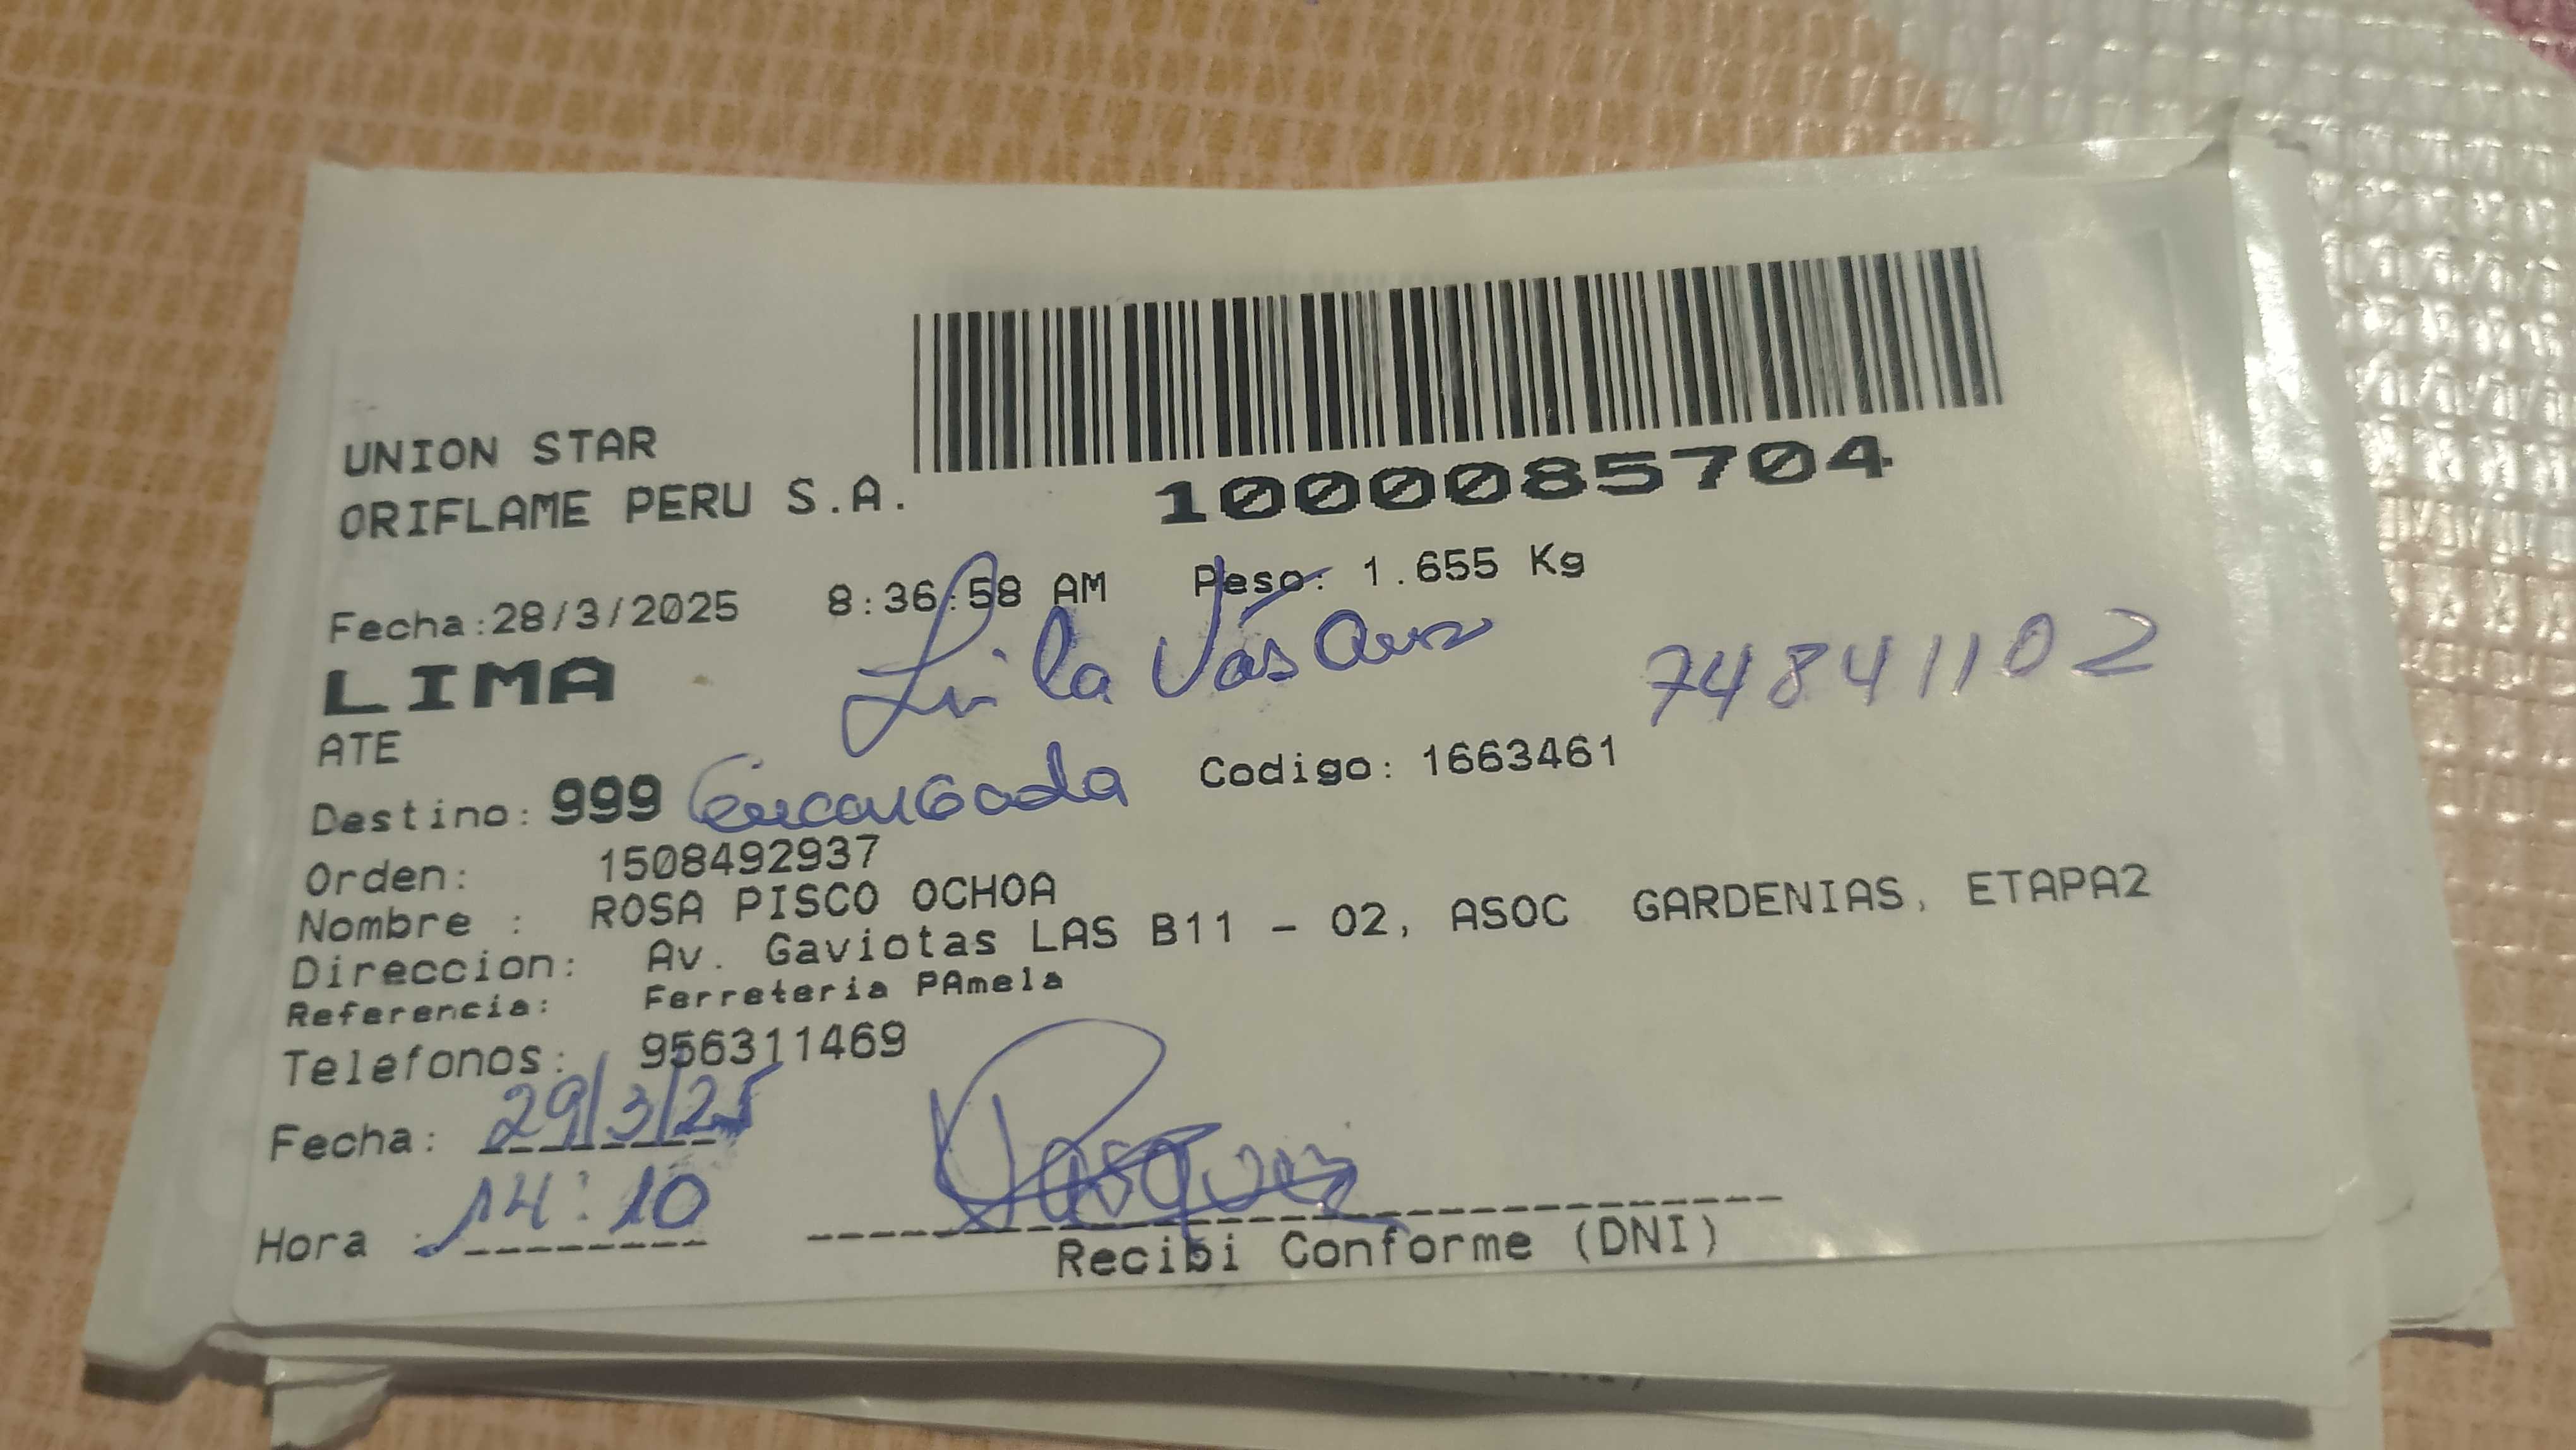 UNION STAR
ORIFLAME PERU S.A.
1000085704
Fecha:28/3/2025 8:36:58 AM Peso: 1.655 Kg
LIMA
Vásquez 74841102
ATE
Destino: 999 Encargada Codigo: 1663461
Orden: 1508492937
Nombre : ROSA PISCO OCHOA
Direccion: Av. Gaviotas LAS B11 - 02, ASOC GARDENIAS, ETAPA2
Referencia: Ferreteria PAmela
Telefonos: 956311469
Fecha: 29/3/25
Hora : 14:10
Vasquez
Recibi Conforme (DNI)